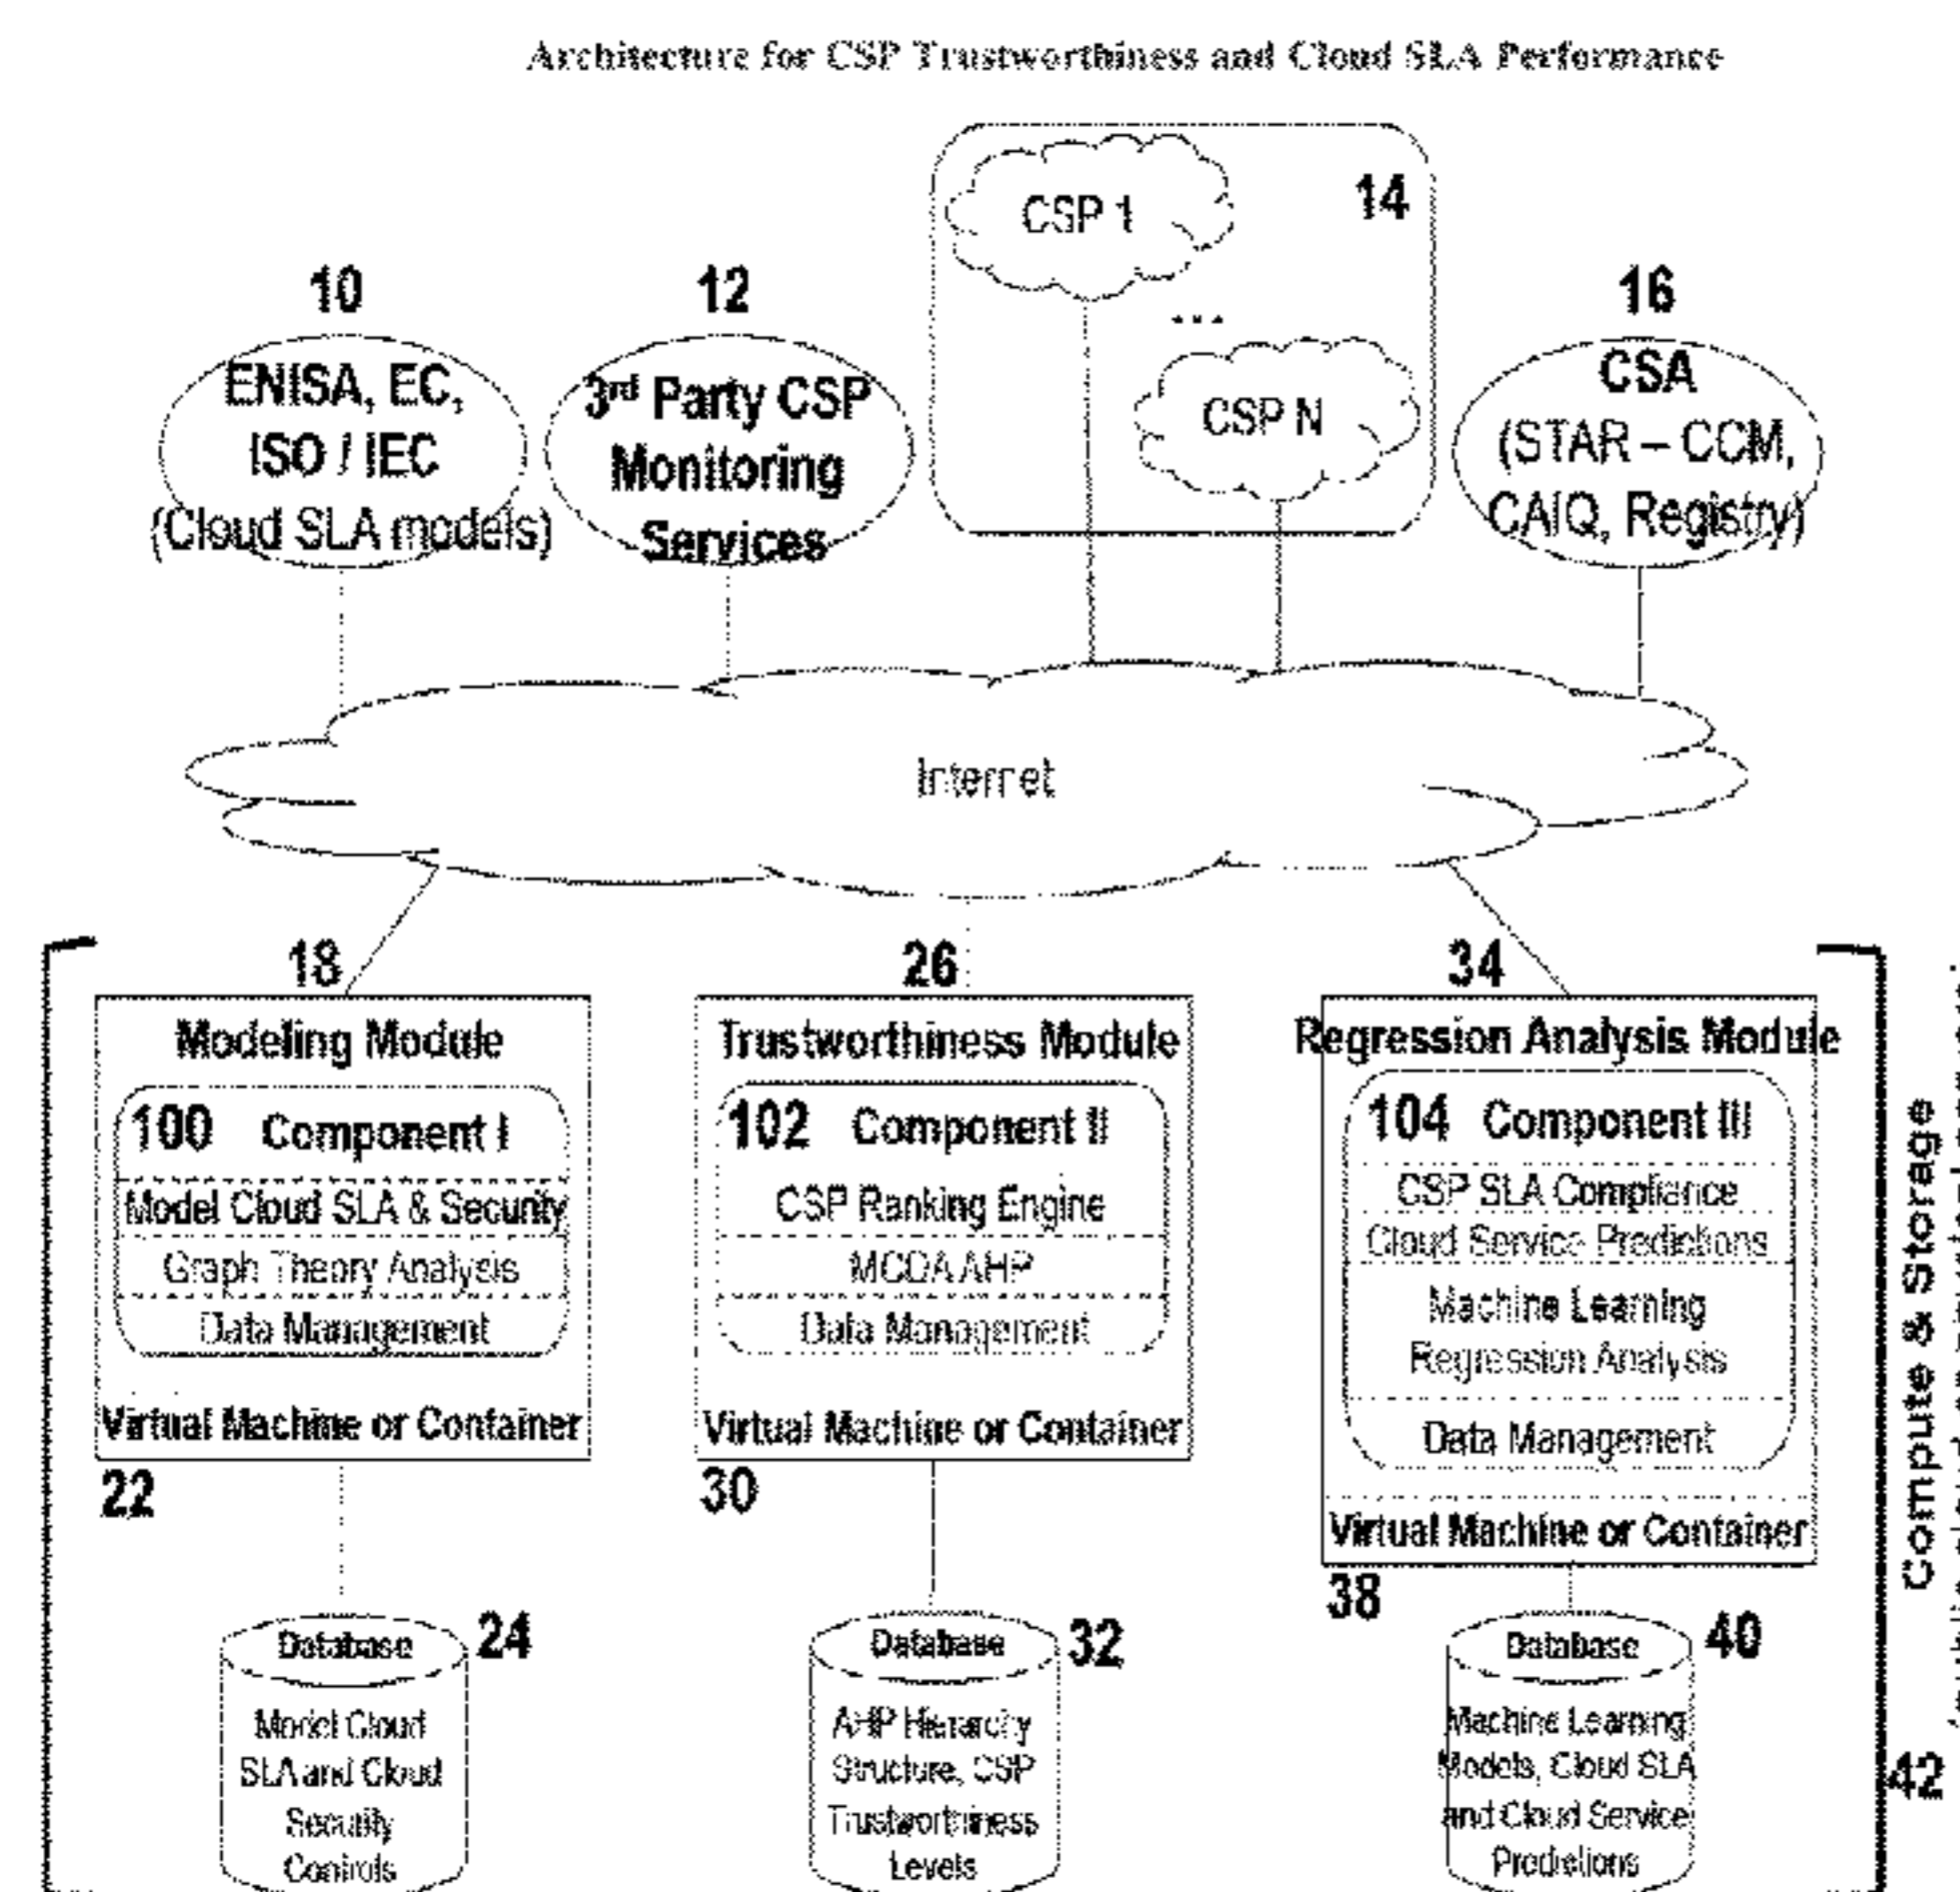 Architecture for CSP Trustworthiness and Cloud SLA Performance
14
CSP 1
...
CSP N
10
ENISA, EC,
ISO / IEC
(Cloud SLA models)
12
3rd Party CSP
Monitoring
Services
16
CSA
(STAR – CCM,
CAIQ, Registry)
Internet
18
Modeling Module
100 Component I
Model Cloud SLA & Security
Graph Theory Analysis
Data Management
Virtual Machine or Container
22
26
Trustworthiness Module
102 Component II
CSP Ranking Engine
MCDA AHP
Data Management
Virtual Machine or Container
30
34
Regression Analysis Module
104 Component III
CSP SLA Compliance
Cloud Service Predictions
Machine Learning
Regression Analysis
Data Management
Virtual Machine or Container
38
Database
24
Model Cloud
SLA and Cloud
Security
Controls
Database
32
AHP Hierarchy
Structure, CSP
Trustworthiness
Levels
Database
40
Machine Learning
Models, Cloud SLA
and Cloud Service
Predictions
Compute & Storage
42